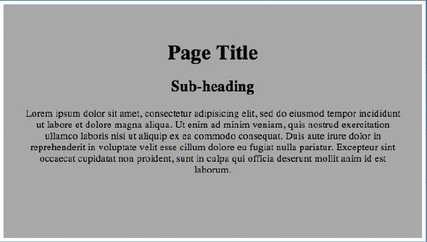 Page Title
Sub-heading
Lorem ipsum dolor sit amet, consectetur adipisicing elit, sed do eiusmod tempor incididunt
ut labore et dolore magna aliqua. Ut enim ad minim veniam, quis nostrud exercitation
ullamco laboris nisi ut aliquip ex ea commodo consequat. Duis aute irure dolor in
reprehenderit in voluptate velit esse cillum dolore eu fugiat nulla pariatur. Excepteur sint
occaecat cupidatat non proident, sunt in culpa qui officia deserunt mollit anim id est
laborum.